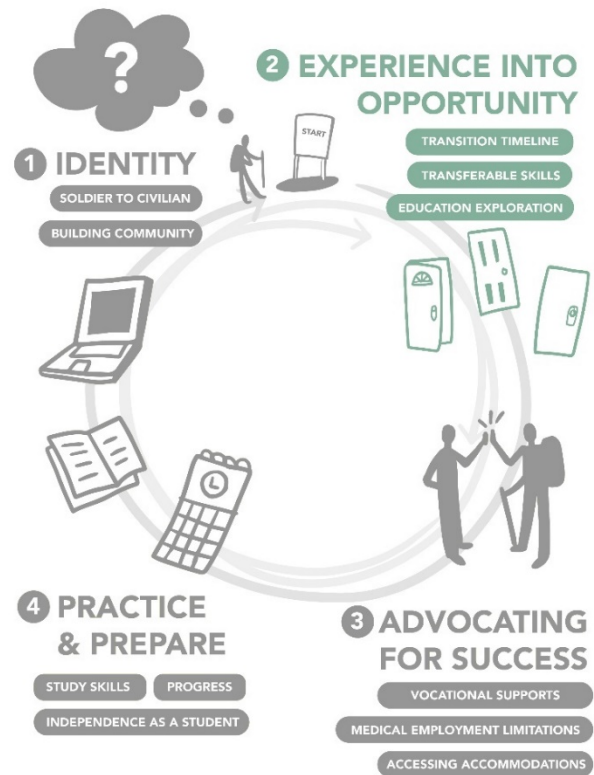 ?
START
1 IDENTITY
SOLDIER TO CIVILIAN
BUILDING COMMUNITY
2 EXPERIENCE INTO
OPPORTUNITY
TRANSITION TIMELINE
TRANSFERABLE SKILLS
EDUCATION EXPLORATION
3 ADVOCATING
FOR SUCCESS
VOCATIONAL SUPPORTS
MEDICAL EMPLOYMENT LIMITATIONS
ACCESSING ACCOMMODATIONS
4 PRACTICE
& PREPARE
STUDY SKILLS PROGRESS
INDEPENDENCE AS A STUDENT